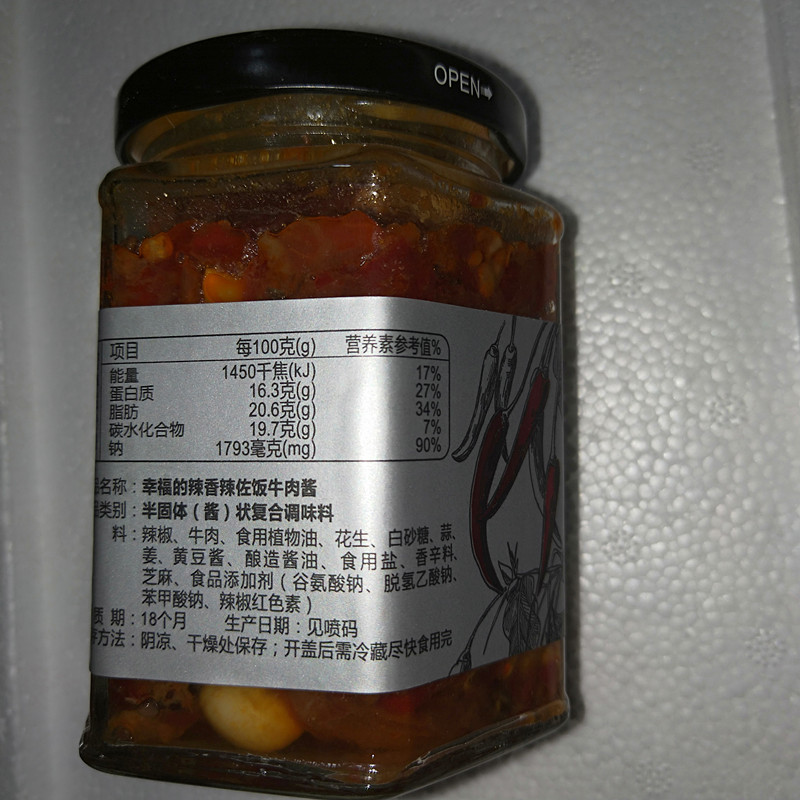 OPEN
项目 每100克(g) 营养素参考值%
能量 1450千焦(kJ) 17%
蛋白质 16.3克(g) 27%
脂肪 20.6克(g) 34%
碳水化合物 19.7克(g) 7%
钠 1793毫克(mg) 90%
名称：幸福的辣香辣佐饭牛肉酱
类别：半固体（酱）状复合调味料
料：辣椒、牛肉、食用植物油、花生、白砂糖、蒜、
姜、黄豆酱、酿造酱油、食用盐、香辛料、
芝麻、食品添加剂（谷氨酸钠、脱氢乙酸钠、
苯甲酸钠、辣椒红色素）
质期：18个月 生产日期：见喷码
方法：阴凉、干燥处保存；开盖后需冷藏尽快食用完